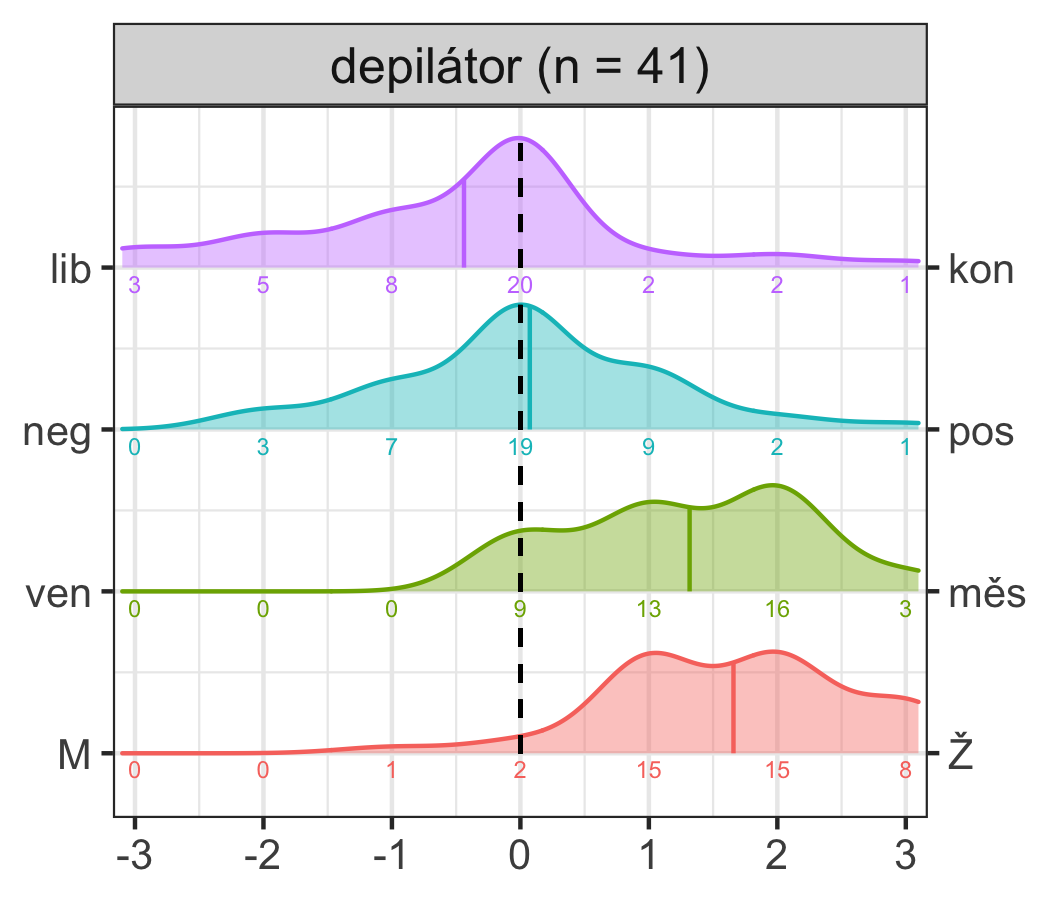 depilátor (n = 41)
lib kon
3 5 8 20 2 2 1
neg pos
0 3 7 19 9 2 1
ven měs
0 0 0 9 13 16 3
M Ž
0 0 1 2 15 15 8
-3 -2 -1 0 1 2 3